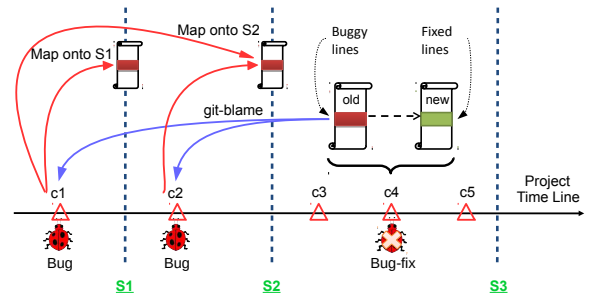 Map onto S2
Buggy
lines
Fixed
lines
Map onto S1
old
new
git-blame
c1
c2
c3
c4
c5
Project
Time Line
Bug
Bug
Bug-fix
S1
S2
S3